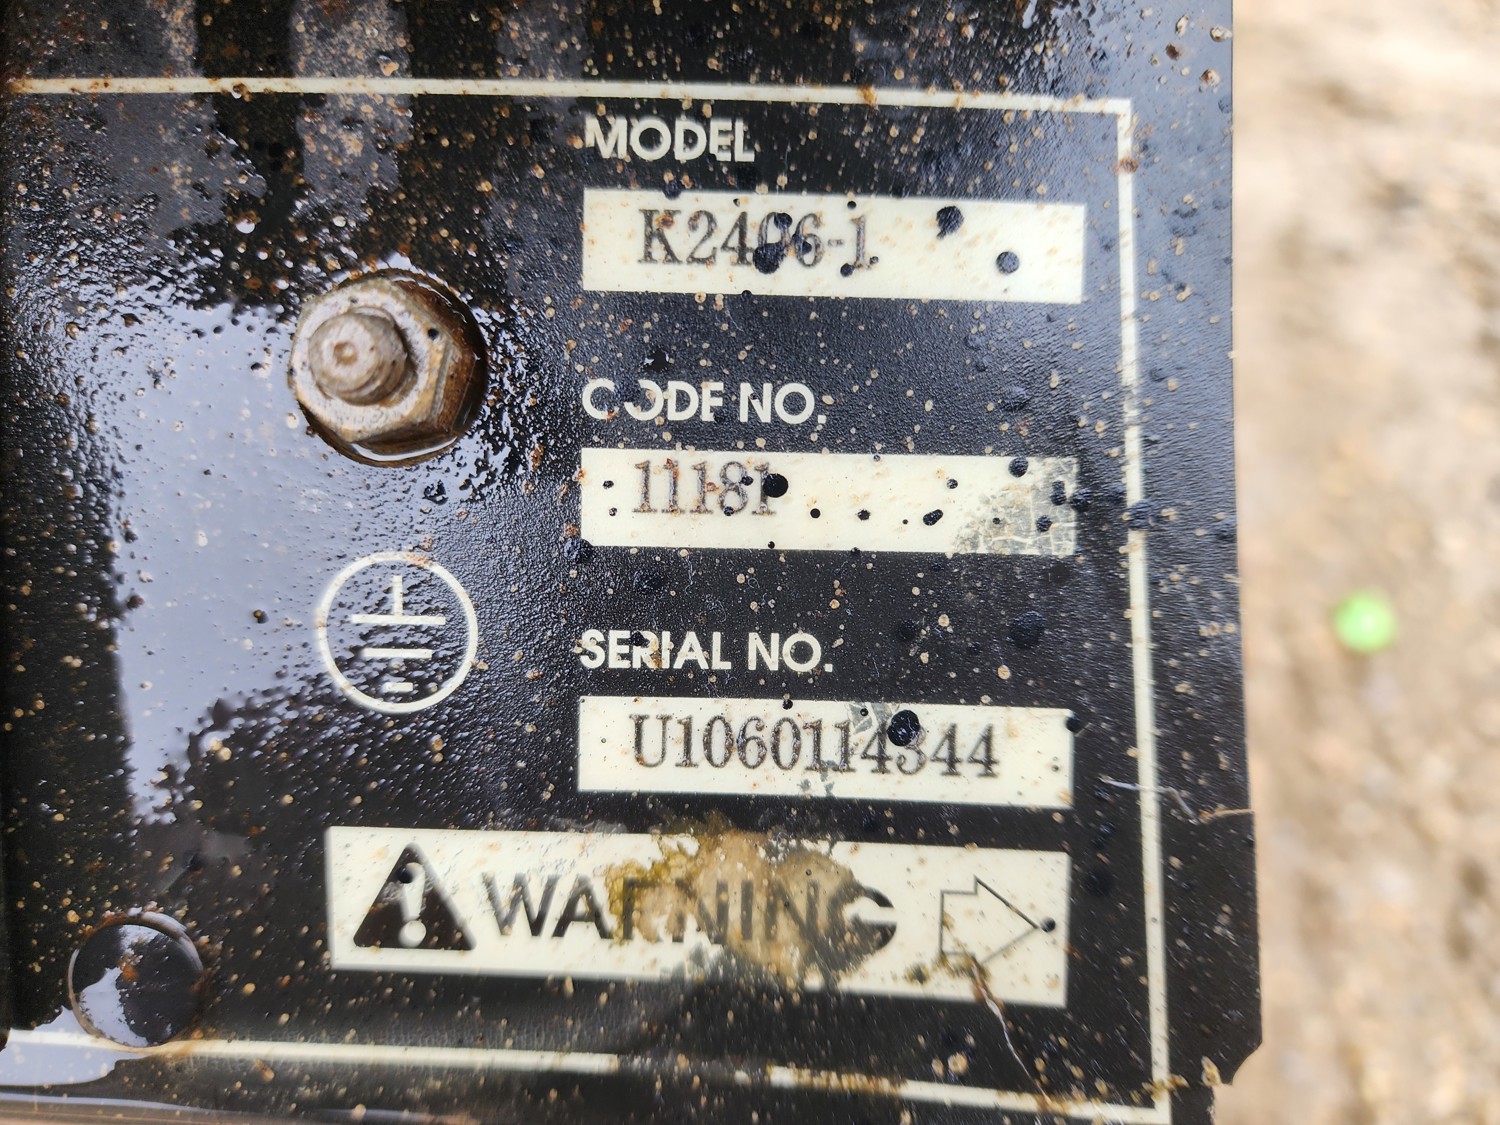 MODEL
K2406-1
CODE NO.
11181
SERIAL NO.
U1060114344
WARNING